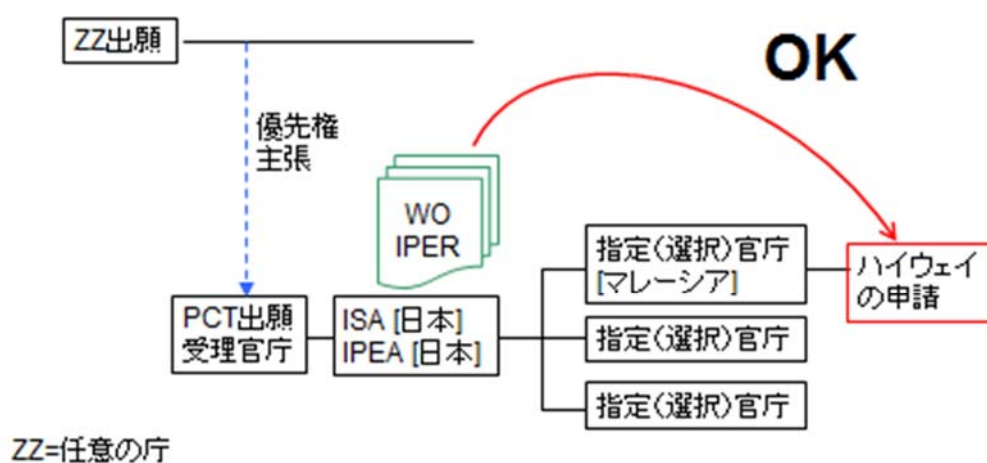 ZZ出願
OK
優先権
主張
WO
IPER
指定(選択)官庁
[マレーシア]
ハイウェイ
の申請
PCT出願
受理官庁
ISA [日本]
IPEA [日本]
指定(選択)官庁
指定(選択)官庁
ZZ=任意の庁